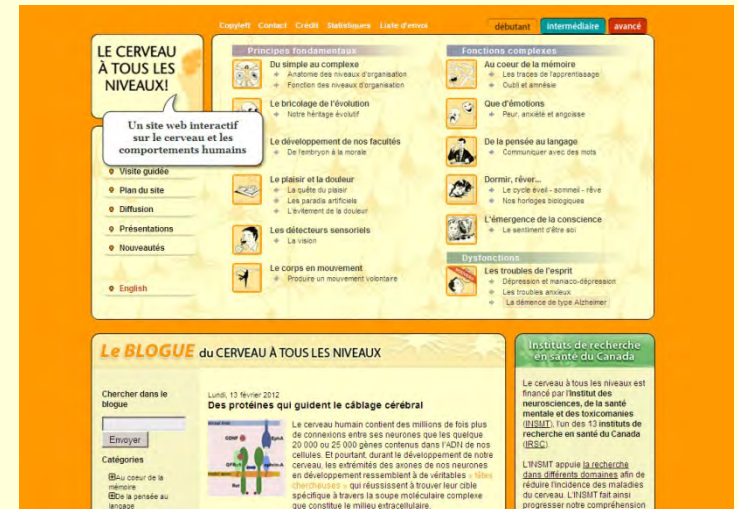 Copyleft Contact Crédit Statistiques Liste d'envoi
débutant intermédiaire avancé
LE CERVEAU
À TOUS LES
NIVEAUX!
Un site web interactif
sur le cerveau et les
comportements humains
Visite guidée
Plan du site
Diffusion
Présentations
Nouveautés
English
Principes fondamentaux
Du simple au complexe
Anatomie des niveaux d'organisation
Fonction des niveaux d'organisation
Le bricolage de l'évolution
Notre héritage évolutif
Le développement de nos facultés
De l'embryon à la morale
Le plaisir et la douleur
La quête du plaisir
Les paradis artificiels
L'évitement de la douleur
Les détecteurs sensoriels
La vision
Le corps en mouvement
Produire un mouvement volontaire
Fonctions complexes
Au coeur de la mémoire
Les traces de l'apprentissage
Oubli et amnésie
Que d'émotions
Peur, anxiété et angoisse
De la pensée au langage
Communiquer avec des mots
Dormir, rêver...
Le cycle éveil - sommeil - rêve
Nos horloges biologiques
L'émergence de la conscience
Le sentiment d'être soi
Dysfonctions
Les troubles de l'esprit
Dépression et maniaco-dépression
Les troubles anxieux
La démence de type Alzheimer
Le BLOGUE du CERVEAU À TOUS LES NIVEAUX
Chercher dans le
blogue
Envoyer
Catégories
Au coeur de la
mémoire
De la pensée au
langage
Lundi, 13 février 2012
Des protéines qui guident le câblage cérébral
Le cerveau humain contient des millions de fois plus
de connexions entre ses neurones que les quelque
20 000 ou 25 000 gènes contenus dans l'ADN de nos
cellules. Et pourtant, durant le développement de notre
cerveau, les extrémités des axones de nos neurones
en développement ressemblent à de véritables « têtes
chercheuses » qui réussissent à trouver leur cible
spécifique à travers la soupe moléculaire complexe
que constitue le milieu extracellulaire.
GDNF
Ret
Instituts de recherche
en santé du Canada
Le cerveau à tous les niveaux est
financé par l'Institut des
neurosciences, de la santé
mentale et des toxicomanies
(INSMT), l'un des 13 instituts de
recherche en santé du Canada
(IRSC).
L'INSMT appuie la recherche
dans différents domaines afin de
réduire l'incidence des maladies
du cerveau. L'INSMT fait ainsi
progresser notre compréhension